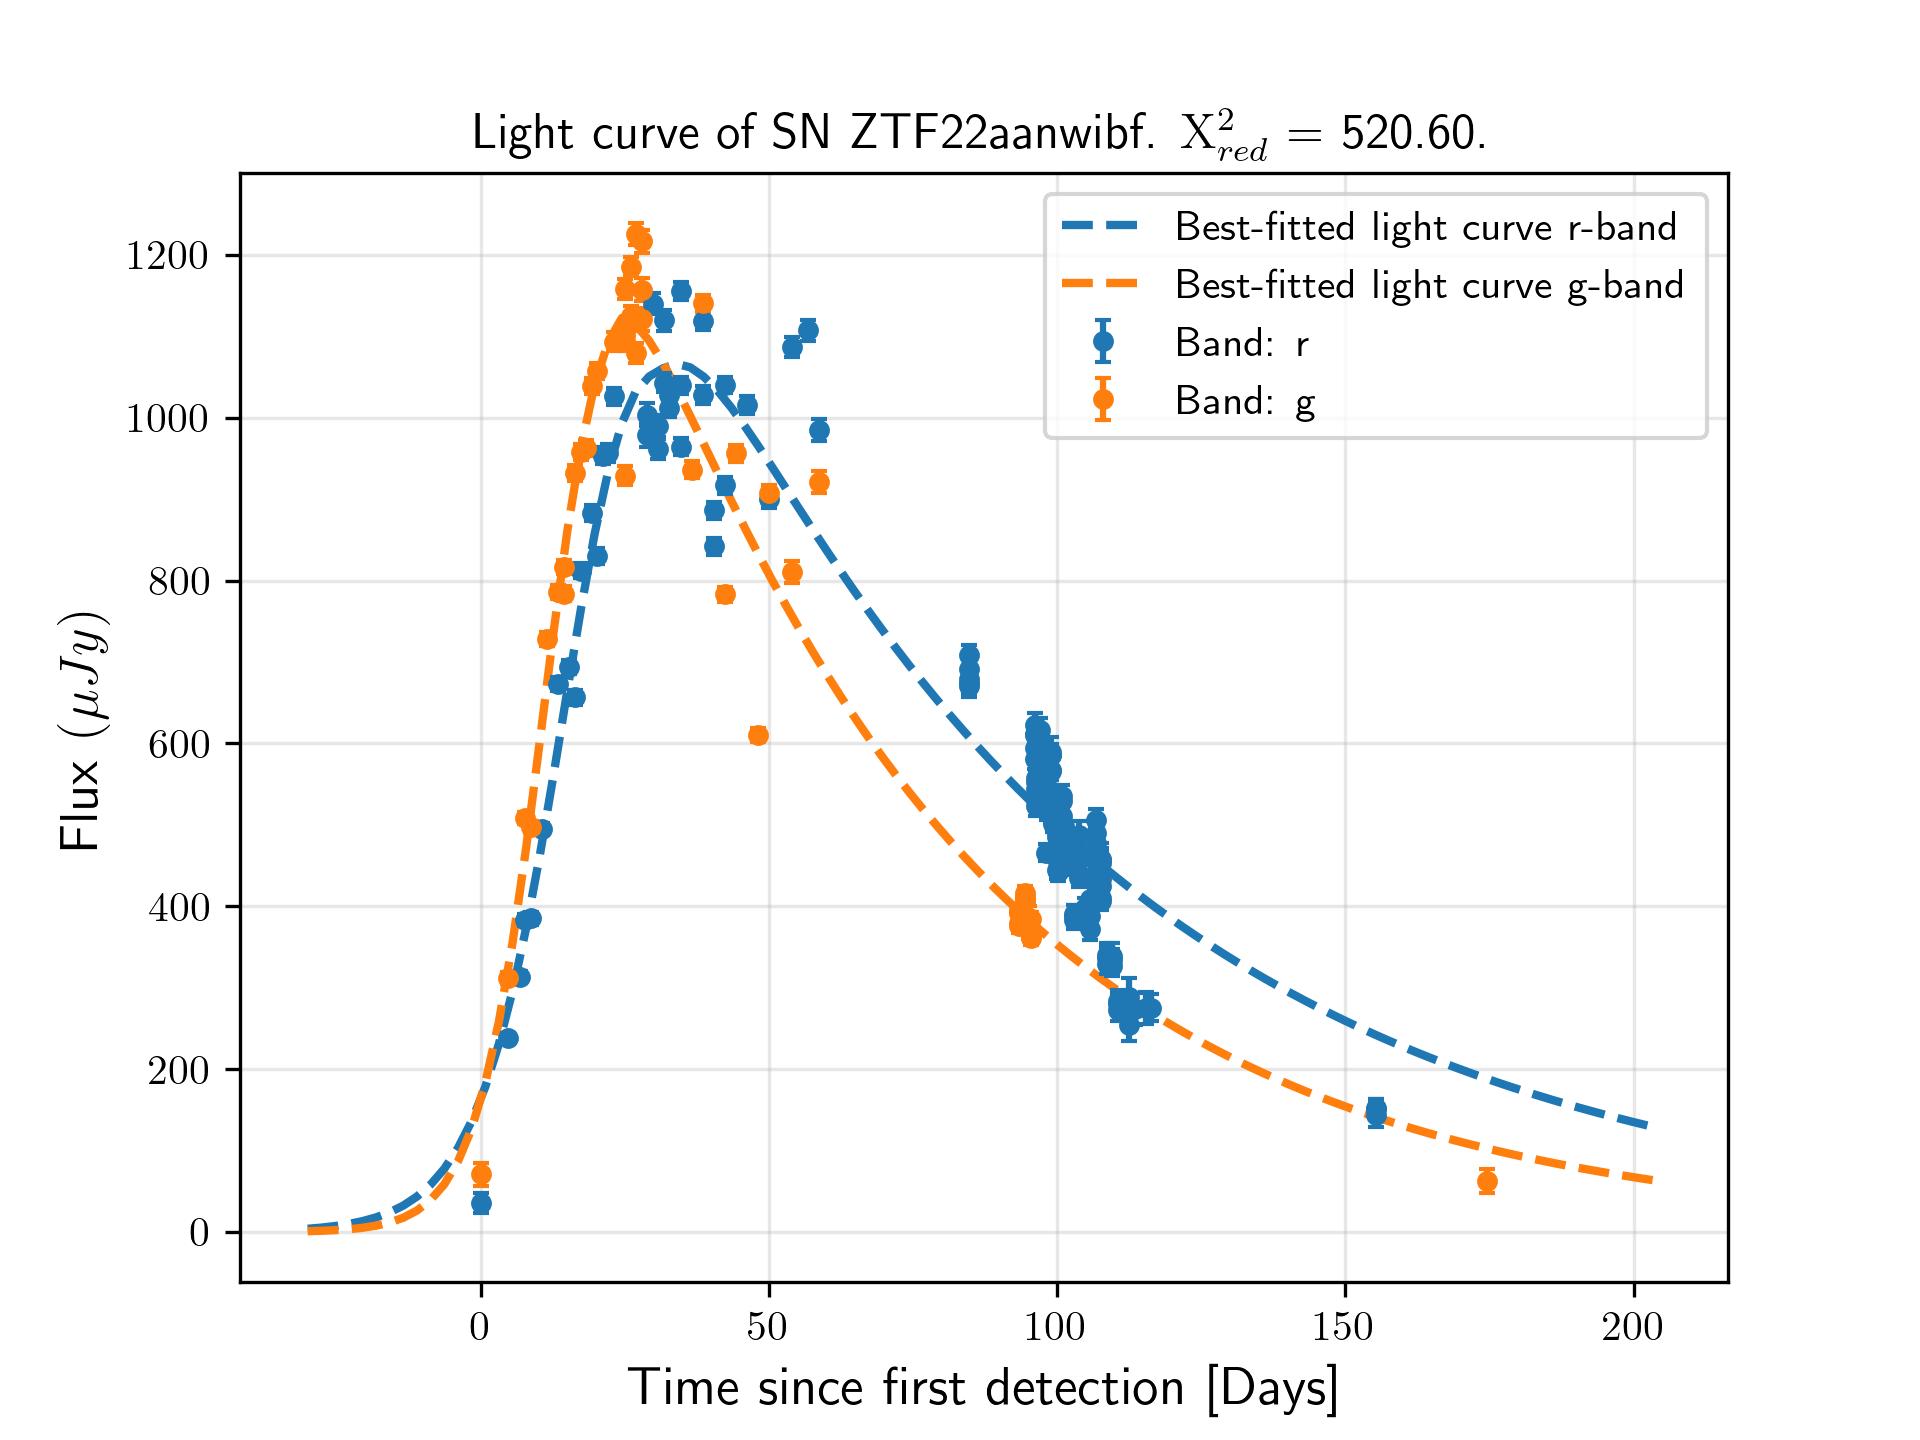 Light curve of SN ZTF22aanwibf. X²_red = 520.60.
Best-fitted light curve r-band
Best-fitted light curve g-band
Band: r
Band: g
1200
1000
800
600
400
200
0
Flux (μJy)
0 50 100 150 200
Time since first detection [Days]